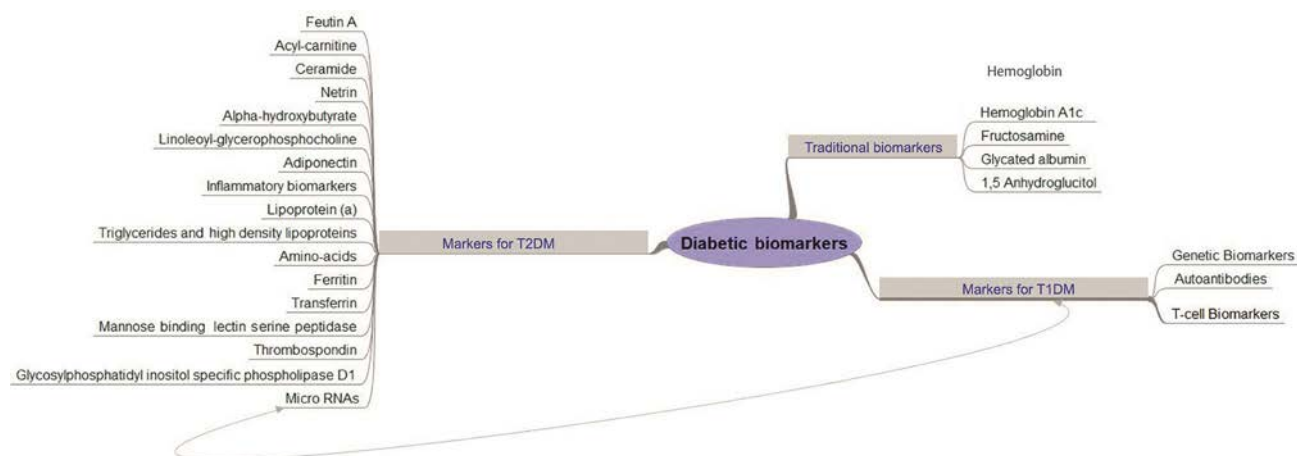 Feutin A
Acyl-carnitine
Ceramide
Netrin
Alpha-hydroxybutyrate
Linoleoyl-glycerophosphocholine
Adiponectin
Inflammatory biomarkers
Lipoprotein (a)
Triglycerides and high density lipoproteins
Amino-acids
Ferritin
Transferrin
Mannose binding lectin serine peptidase
Thrombospondin
Glycosylphosphatidyl inositol specific phospholipase D1
Micro RNAs
Markers for T2DM
Diabetic biomarkers
Traditional biomarkers
Hemoglobin
Hemoglobin A1c
Fructosamine
Glycated albumin
1,5 Anhydroglucitol
Markers for T1DM
Genetic Biomarkers
Autoantibodies
T-cell Biomarkers